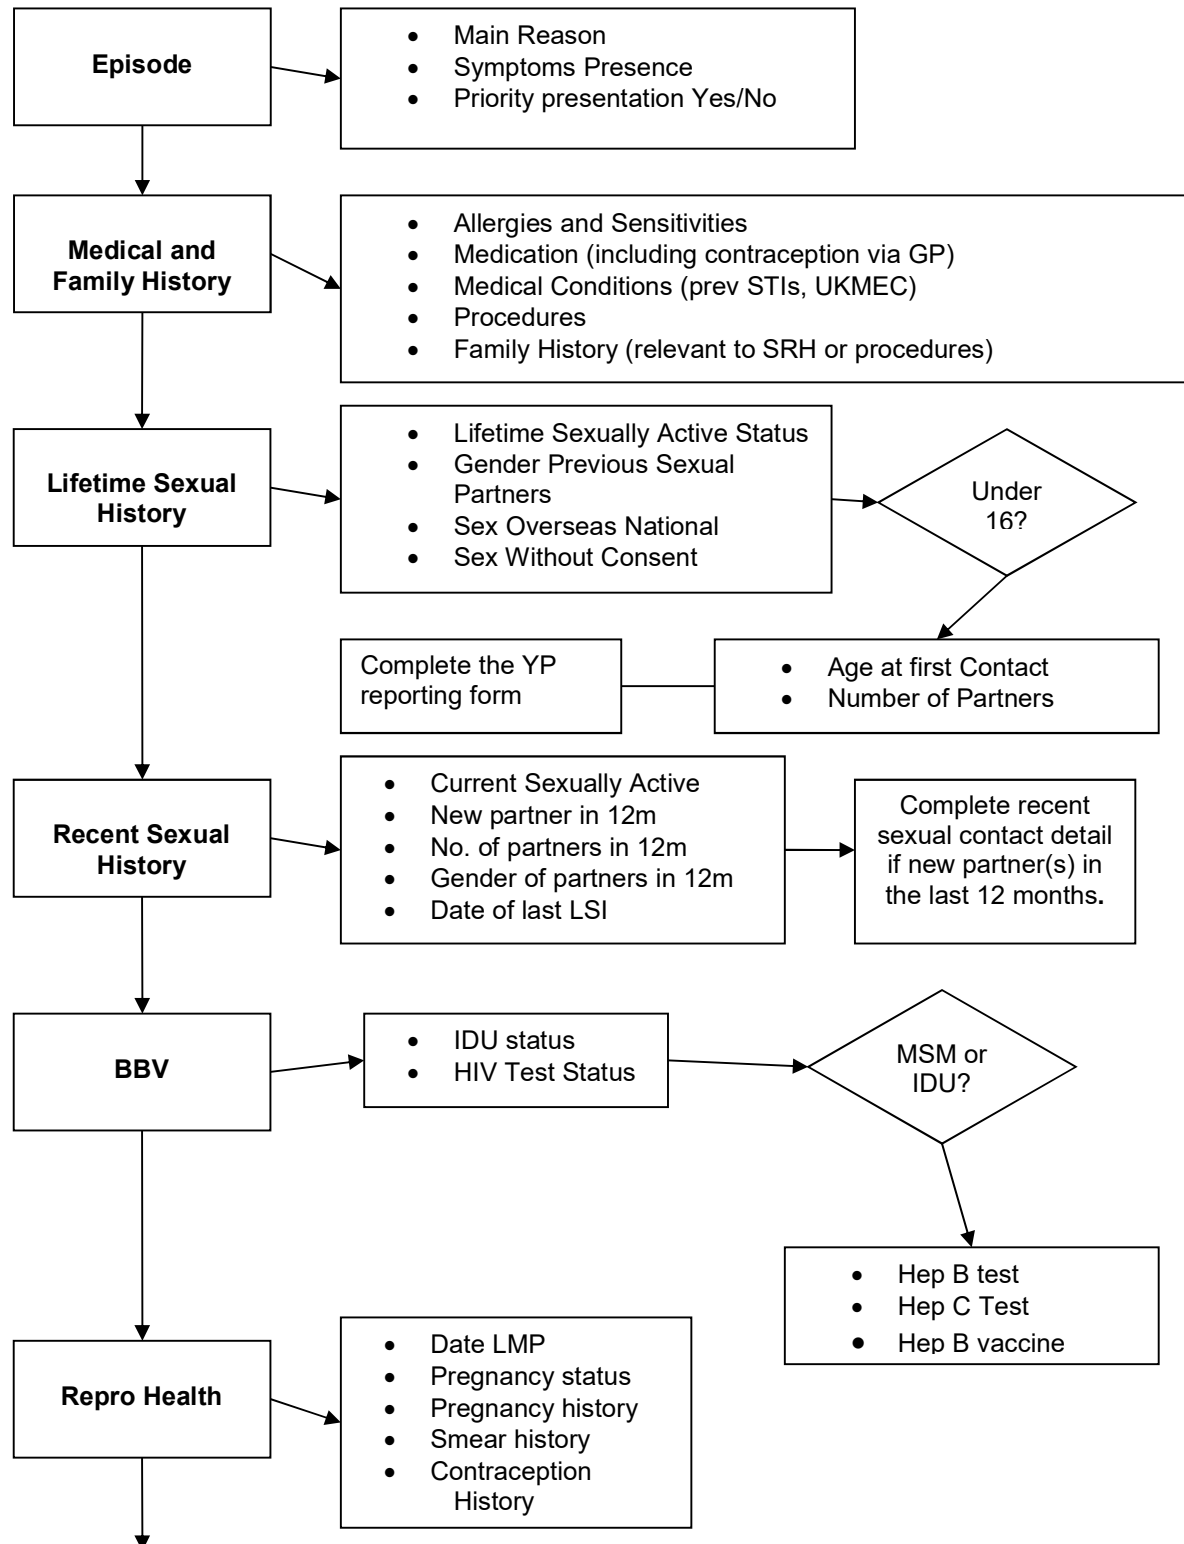 Episode
• Main Reason
• Symptoms Presence
• Priority presentation Yes/No
Medical and
Family History
• Allergies and Sensitivities
• Medication (including contraception via GP)
• Medical Conditions (prev STIs, UKMEC)
• Procedures
• Family History (relevant to SRH or procedures)
Lifetime Sexual
History
• Lifetime Sexually Active Status
• Gender Previous Sexual
Partners
• Sex Overseas National
• Sex Without Consent
Under
16?
Complete the YP
reporting form
• Age at first Contact
• Number of Partners
Recent Sexual
History
• Current Sexually Active
• New partner in 12m
• No. of partners in 12m
• Gender of partners in 12m
• Date of last LSI
Complete recent
sexual contact detail
if new partner(s) in
the last 12 months.
BBV
• IDU status
• HIV Test Status
MSM or
IDU?
• Hep B test
• Hep C Test
• Hep B vaccine
Repro Health
• Date LMP
• Pregnancy status
• Pregnancy history
• Smear history
• Contraception
History